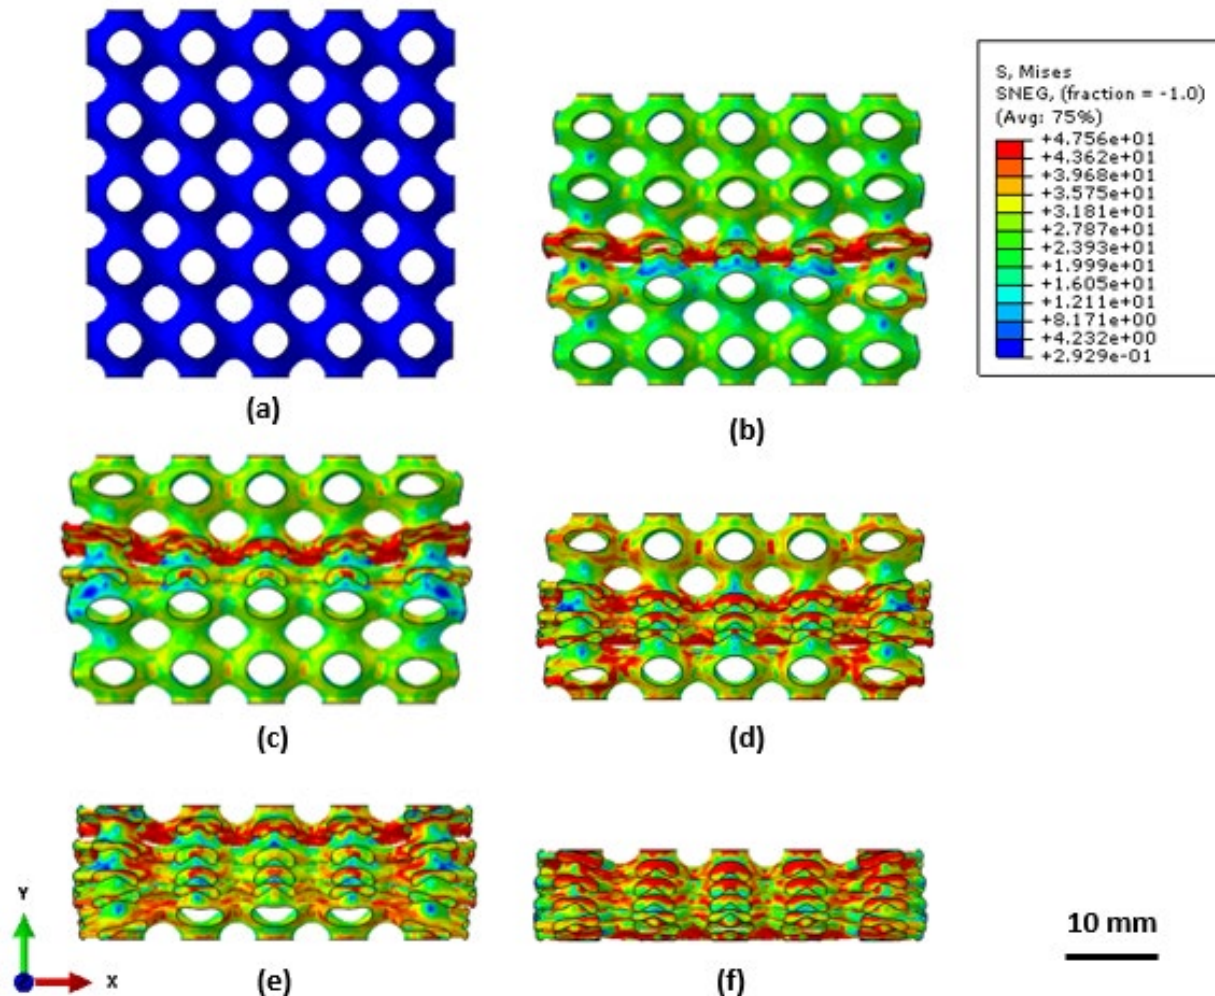 S, Mises
SNEG, (fraction = -1.0)
(Avg: 75%)
+4.756e+01
+4.362e+01
+3.968e+01
+3.575e+01
+3.181e+01
+2.787e+01
+2.393e+01
+1.999e+01
+1.605e+01
+1.211e+01
+8.171e+00
+4.232e+00
+2.929e-01
(a)
(b)
(c)
(d)
Y
X
(e)
(f)
10 mm